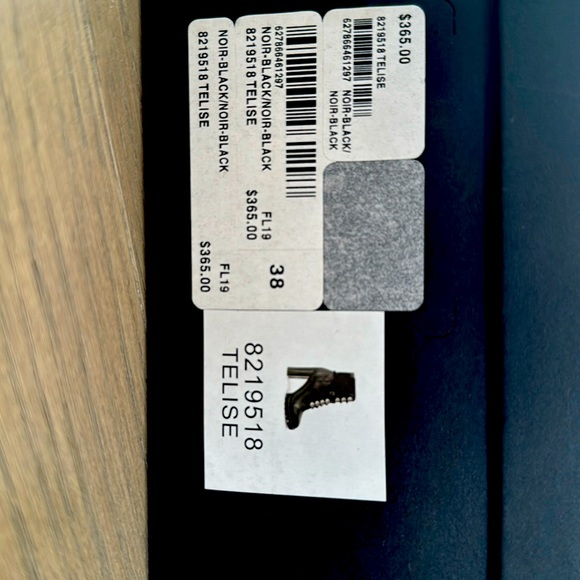 $365.00
8219518 TELISE
627866461297 NOIR-BLACK/
NOIR-BLACK
627866461297
NOIR-BLACK/NOIR-BLACK
8219518 TELISE
FL19
$365.00
38
NOIR-BLACK/NOIR-BLACK
8219518 TELISE
FL19
$365.00
8219518
TELISE